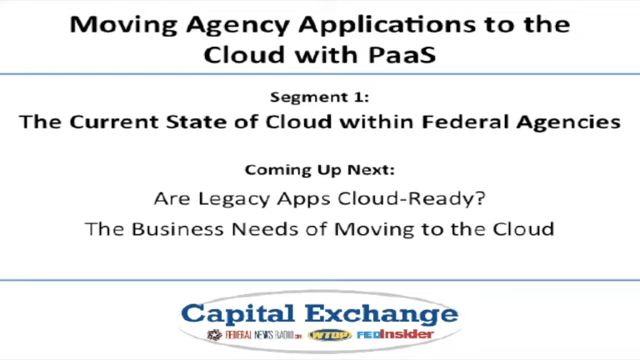 Moving Agency Applications to the
Cloud with PaaS
Segment 1:
The Current State of Cloud within Federal Agencies
Coming Up Next:
Are Legacy Apps Cloud-Ready?
The Business Needs of Moving to the Cloud
Capital Exchange
FEDERAL NEWS RADIO WTOP FEDInsider